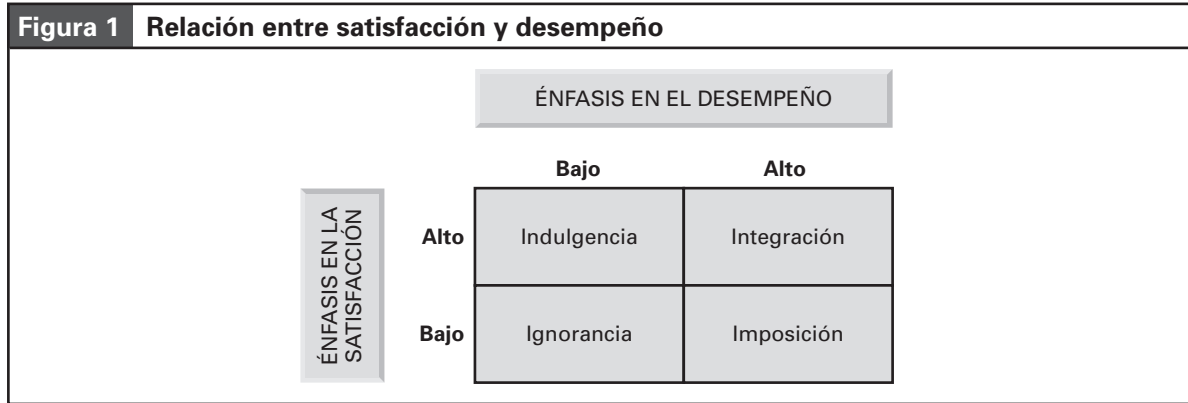 Figura 1 Relación entre satisfacción y desempeño
ÉNFASIS EN EL DESEMPEÑO
Bajo Alto
ÉNFASIS EN LA
SATISFACCIÓN
Alto Indulgencia Integración
Bajo Ignorancia Imposición